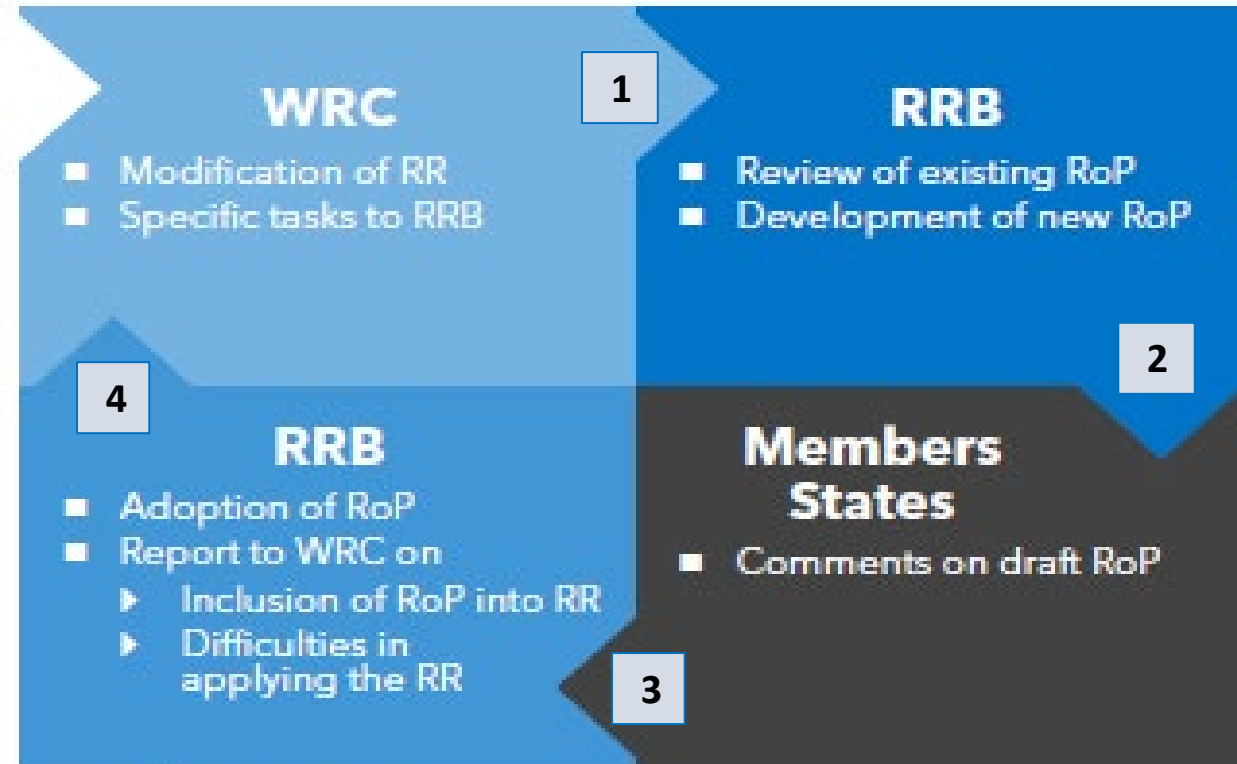 WRC
■ Modification of RR
■ Specific tasks to RRB
1
RRB
■ Review of existing RoP
■ Development of new RoP
2
Members
States
■ Comments on draft RoP
3
RRB
■ Adoption of RoP
■ Report to WRC on
▶ Inclusion of RoP into RR
▶ Difficulties in
applying the RR
4